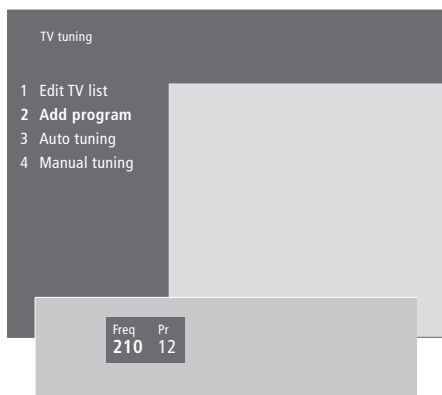 TV tuning
1 Edit TV list
2 Add program
3 Auto tuning
4 Manual tuning
Freq Pr
210 12